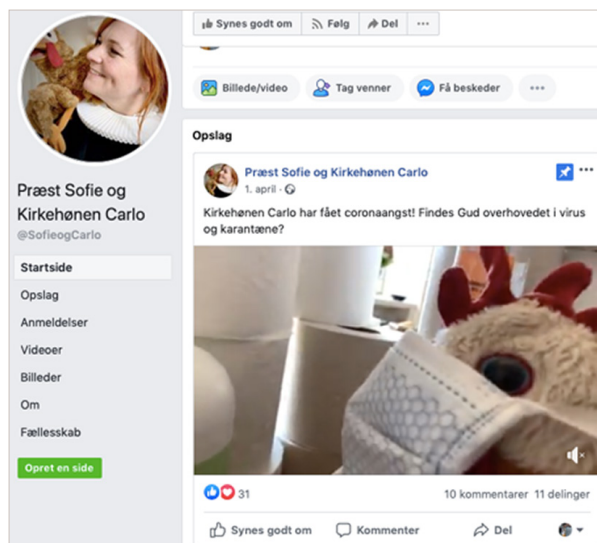 Synes godt om
Følg
Del
Billede/video
Tag venner
Få beskeder
Præst Sofie og
Kirkehønen Carlo
@SofieogCarlo
Startside
Opslag
Anmeldelser
Videoer
Billeder
Om
Fællesskab
Opret en side
Opslag
Præst Sofie og Kirkehønen Carlo
1. april ·
Kirkehønen Carlo har fået coronaangst! Findes Gud overhovedet i virus
og karantæne?
31
10 kommentarer 11 delinger
Synes godt om
Kommenter
Del